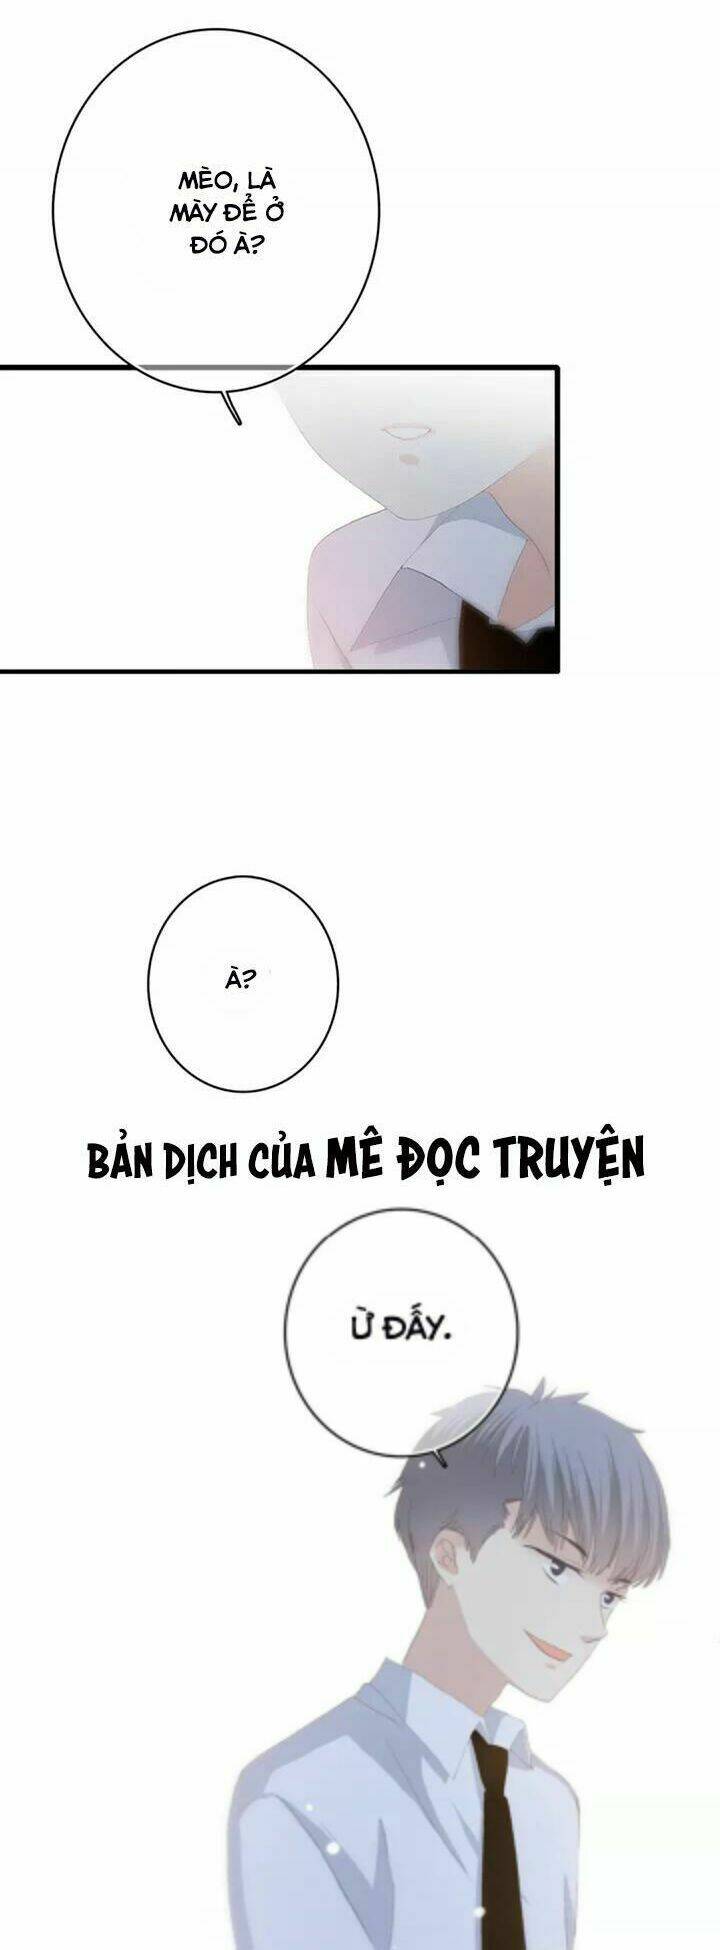 MÈO, LÀ
MÀY ĐỂ Ở
ĐÓ À?
À?
BẢN DỊCH CỦA MÊ ĐỌC TRUYỆN
Ừ ĐẤY.